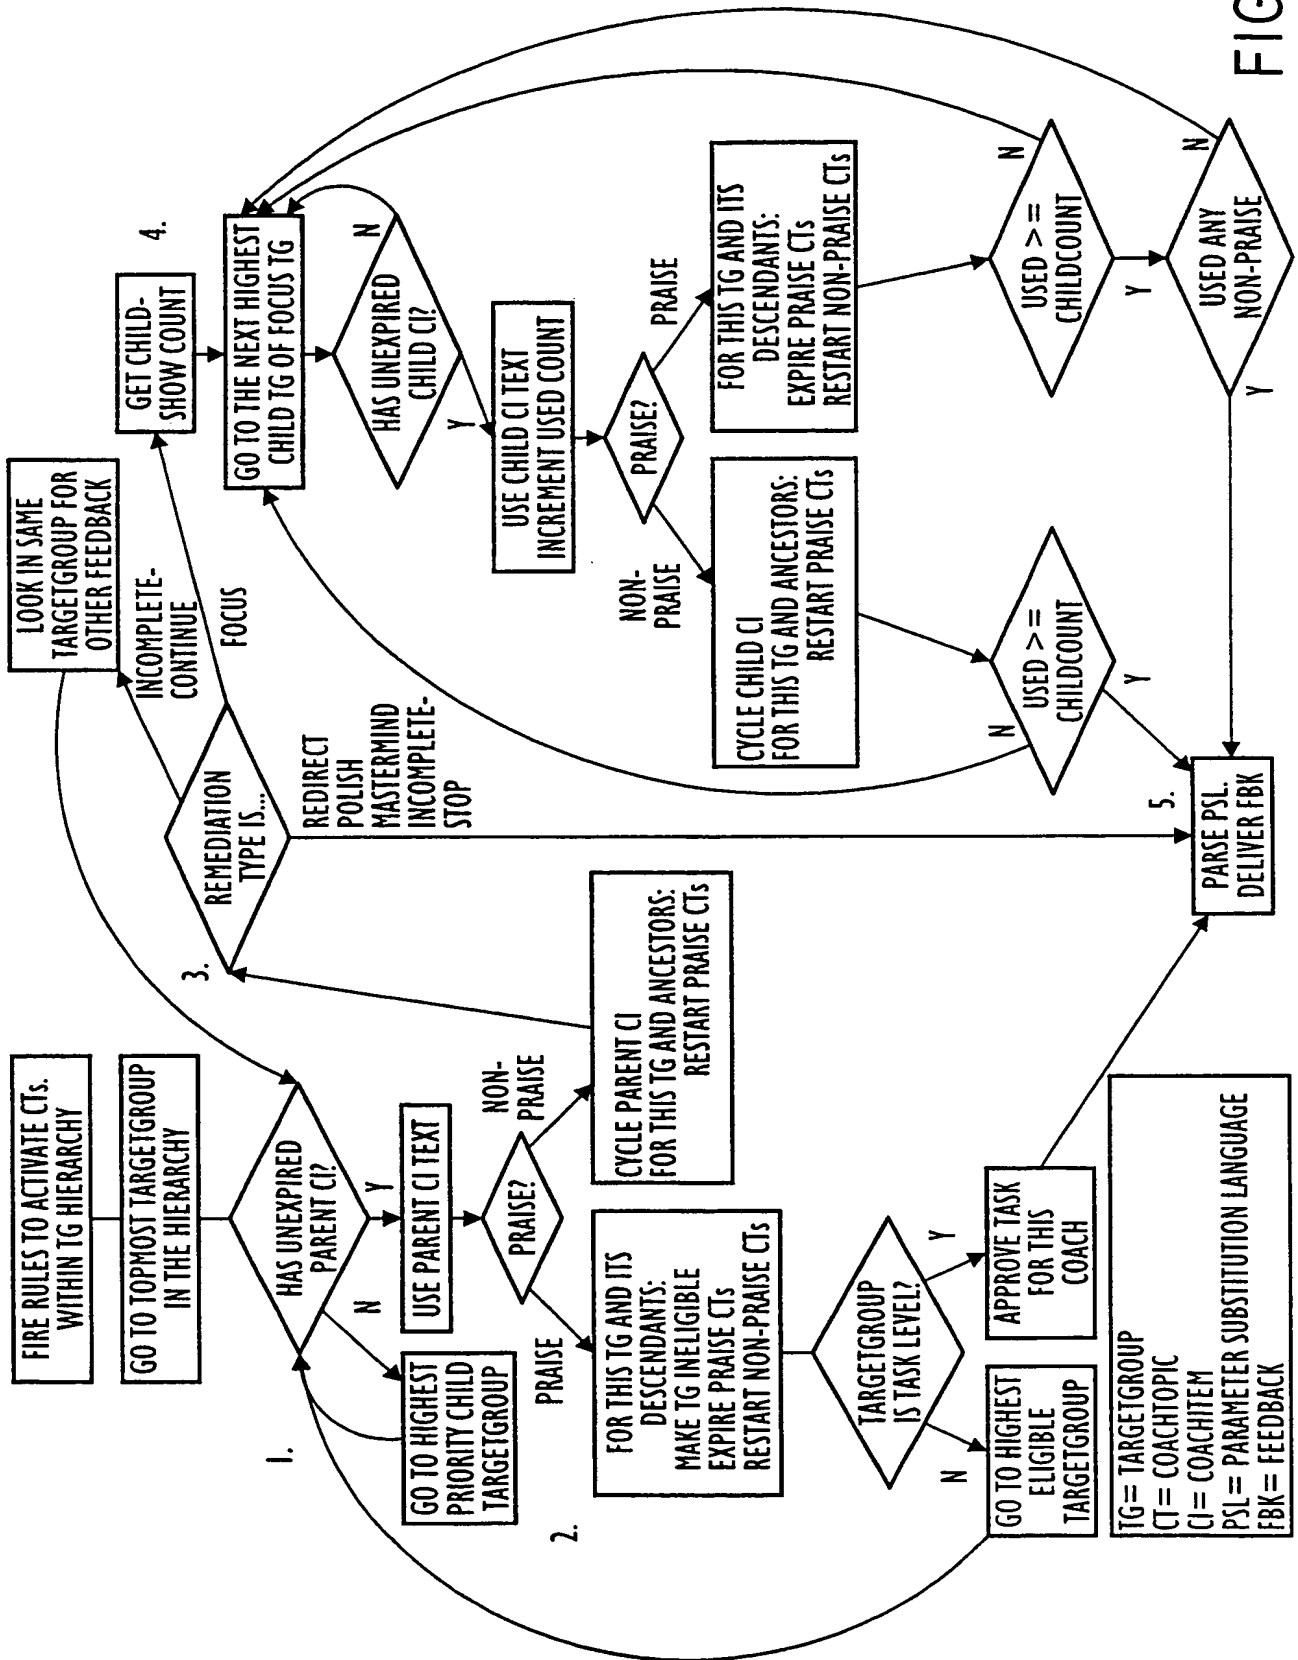 FIRE RULES TO ACTIVATE CTs.
WITHIN TG HIERARCHY
GO TO TOPMOST TARGETGROUP
IN THE HIERARCHY
1.
HAS UNEXPIRED
PARENT CI?
N
Y
GO TO HIGHEST
PRIORITY CHILD
TARGETGROUP
USE PARENT CI TEXT
2.
PRAISE?
PRAISE
NON-
PRAISE
FOR THIS TG AND ITS
DESCENDANTS:
MAKE TG INELIGIBLE
EXPIRE PRAISE CTs
RESTART NON-PRAISE CTs
CYCLE PARENT CI
FOR THIS TG AND ANCESTORS:
RESTART PRAISE CTs
TARGETGROUP
IS TASK LEVEL?
N
Y
GO TO HIGHEST
ELIGIBLE
TARGETGROUP
APPROVE TASK
FOR THIS
COACH
TG= TARGETGROUP
CT= COACHTOPIC
CI= COACHITEM
PSL= PARAMETER SUBSTITUTION LANGUAGE
FBK= FEEDBACK
3.
REMEDIATION
TYPE IS...
LOOK IN SAME
TARGETGROUP FOR
OTHER FEEDBACK
INCOMPLETE-
CONTINUE
FOCUS
REDIRECT
POLISH
MASTERMIND
INCOMPLETE-
STOP
4.
GET CHILD-
SHOW COUNT
GO TO THE NEXT HIGHEST
CHILD TG OF FOCUS TG
HAS UNEXPIRED
CHILD CI?
N
Y
USE CHILD CI TEXT
INCREMENT USED COUNT
PRAISE?
NON-
PRAISE
PRAISE
CYCLE CHILD CI
FOR THIS TG AND ANCESTORS:
RESTART PRAISE CTs
FOR THIS TG AND ITS
DESCENDANTS:
EXPIRE PRAISE CTs
RESTART NON-PRAISE CTs
USED >=
CHILDCOUNT
N
Y
USED >=
CHILDCOUNT
N
Y
USED ANY
NON-PRAISE
N
Y
5.
PARSE PSL.
DELIVER FBK
FIG